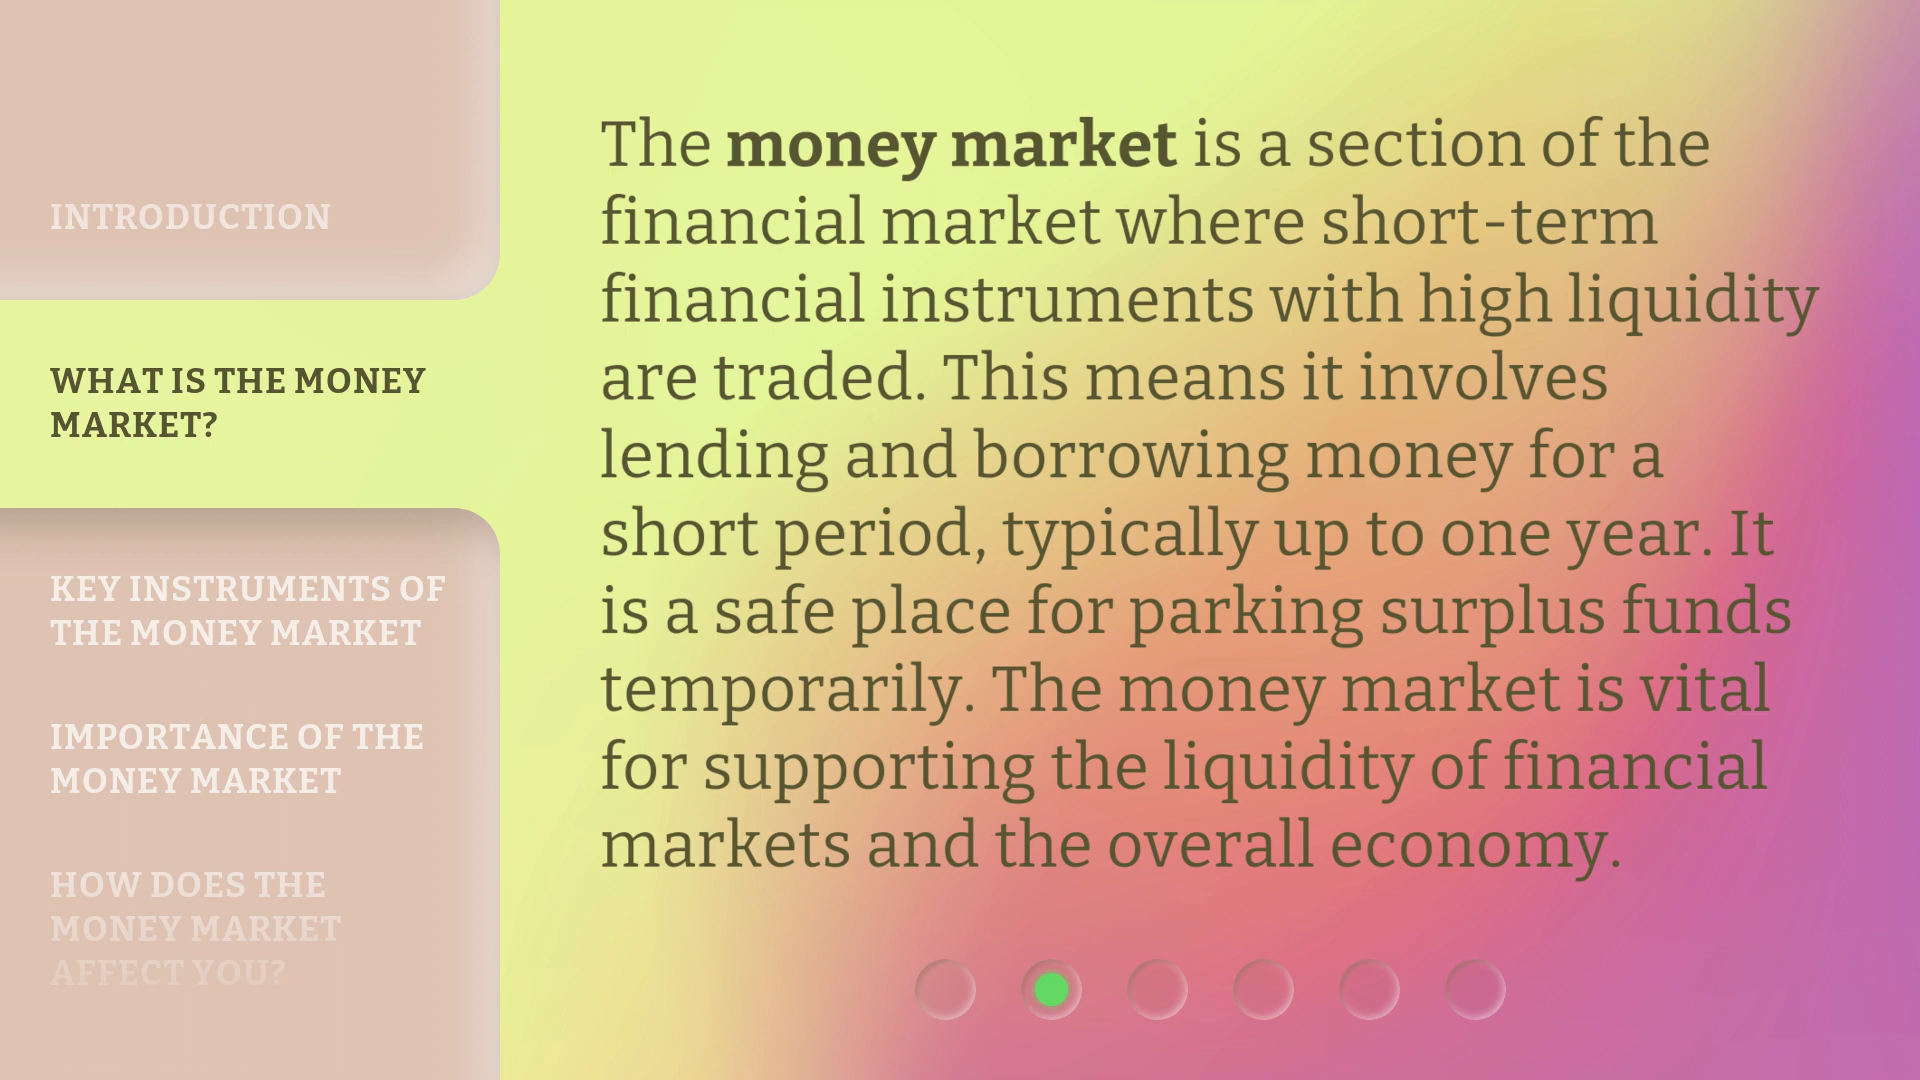 INTRODUCTION
WHAT IS THE MONEY
MARKET?
KEY INSTRUMENTS OF
THE MONEY MARKET
IMPORTANCE OF THE
MONEY MARKET
HOW DOES THE
MONEY MARKET
AFFECT YOU?
The money market is a section of the
financial market where short-term
financial instruments with high liquidity
are traded. This means it involves
lending and borrowing money for a
short period, typically up to one year. It
is a safe place for parking surplus funds
temporarily. The money market is vital
for supporting the liquidity of financial
markets and the overall economy.